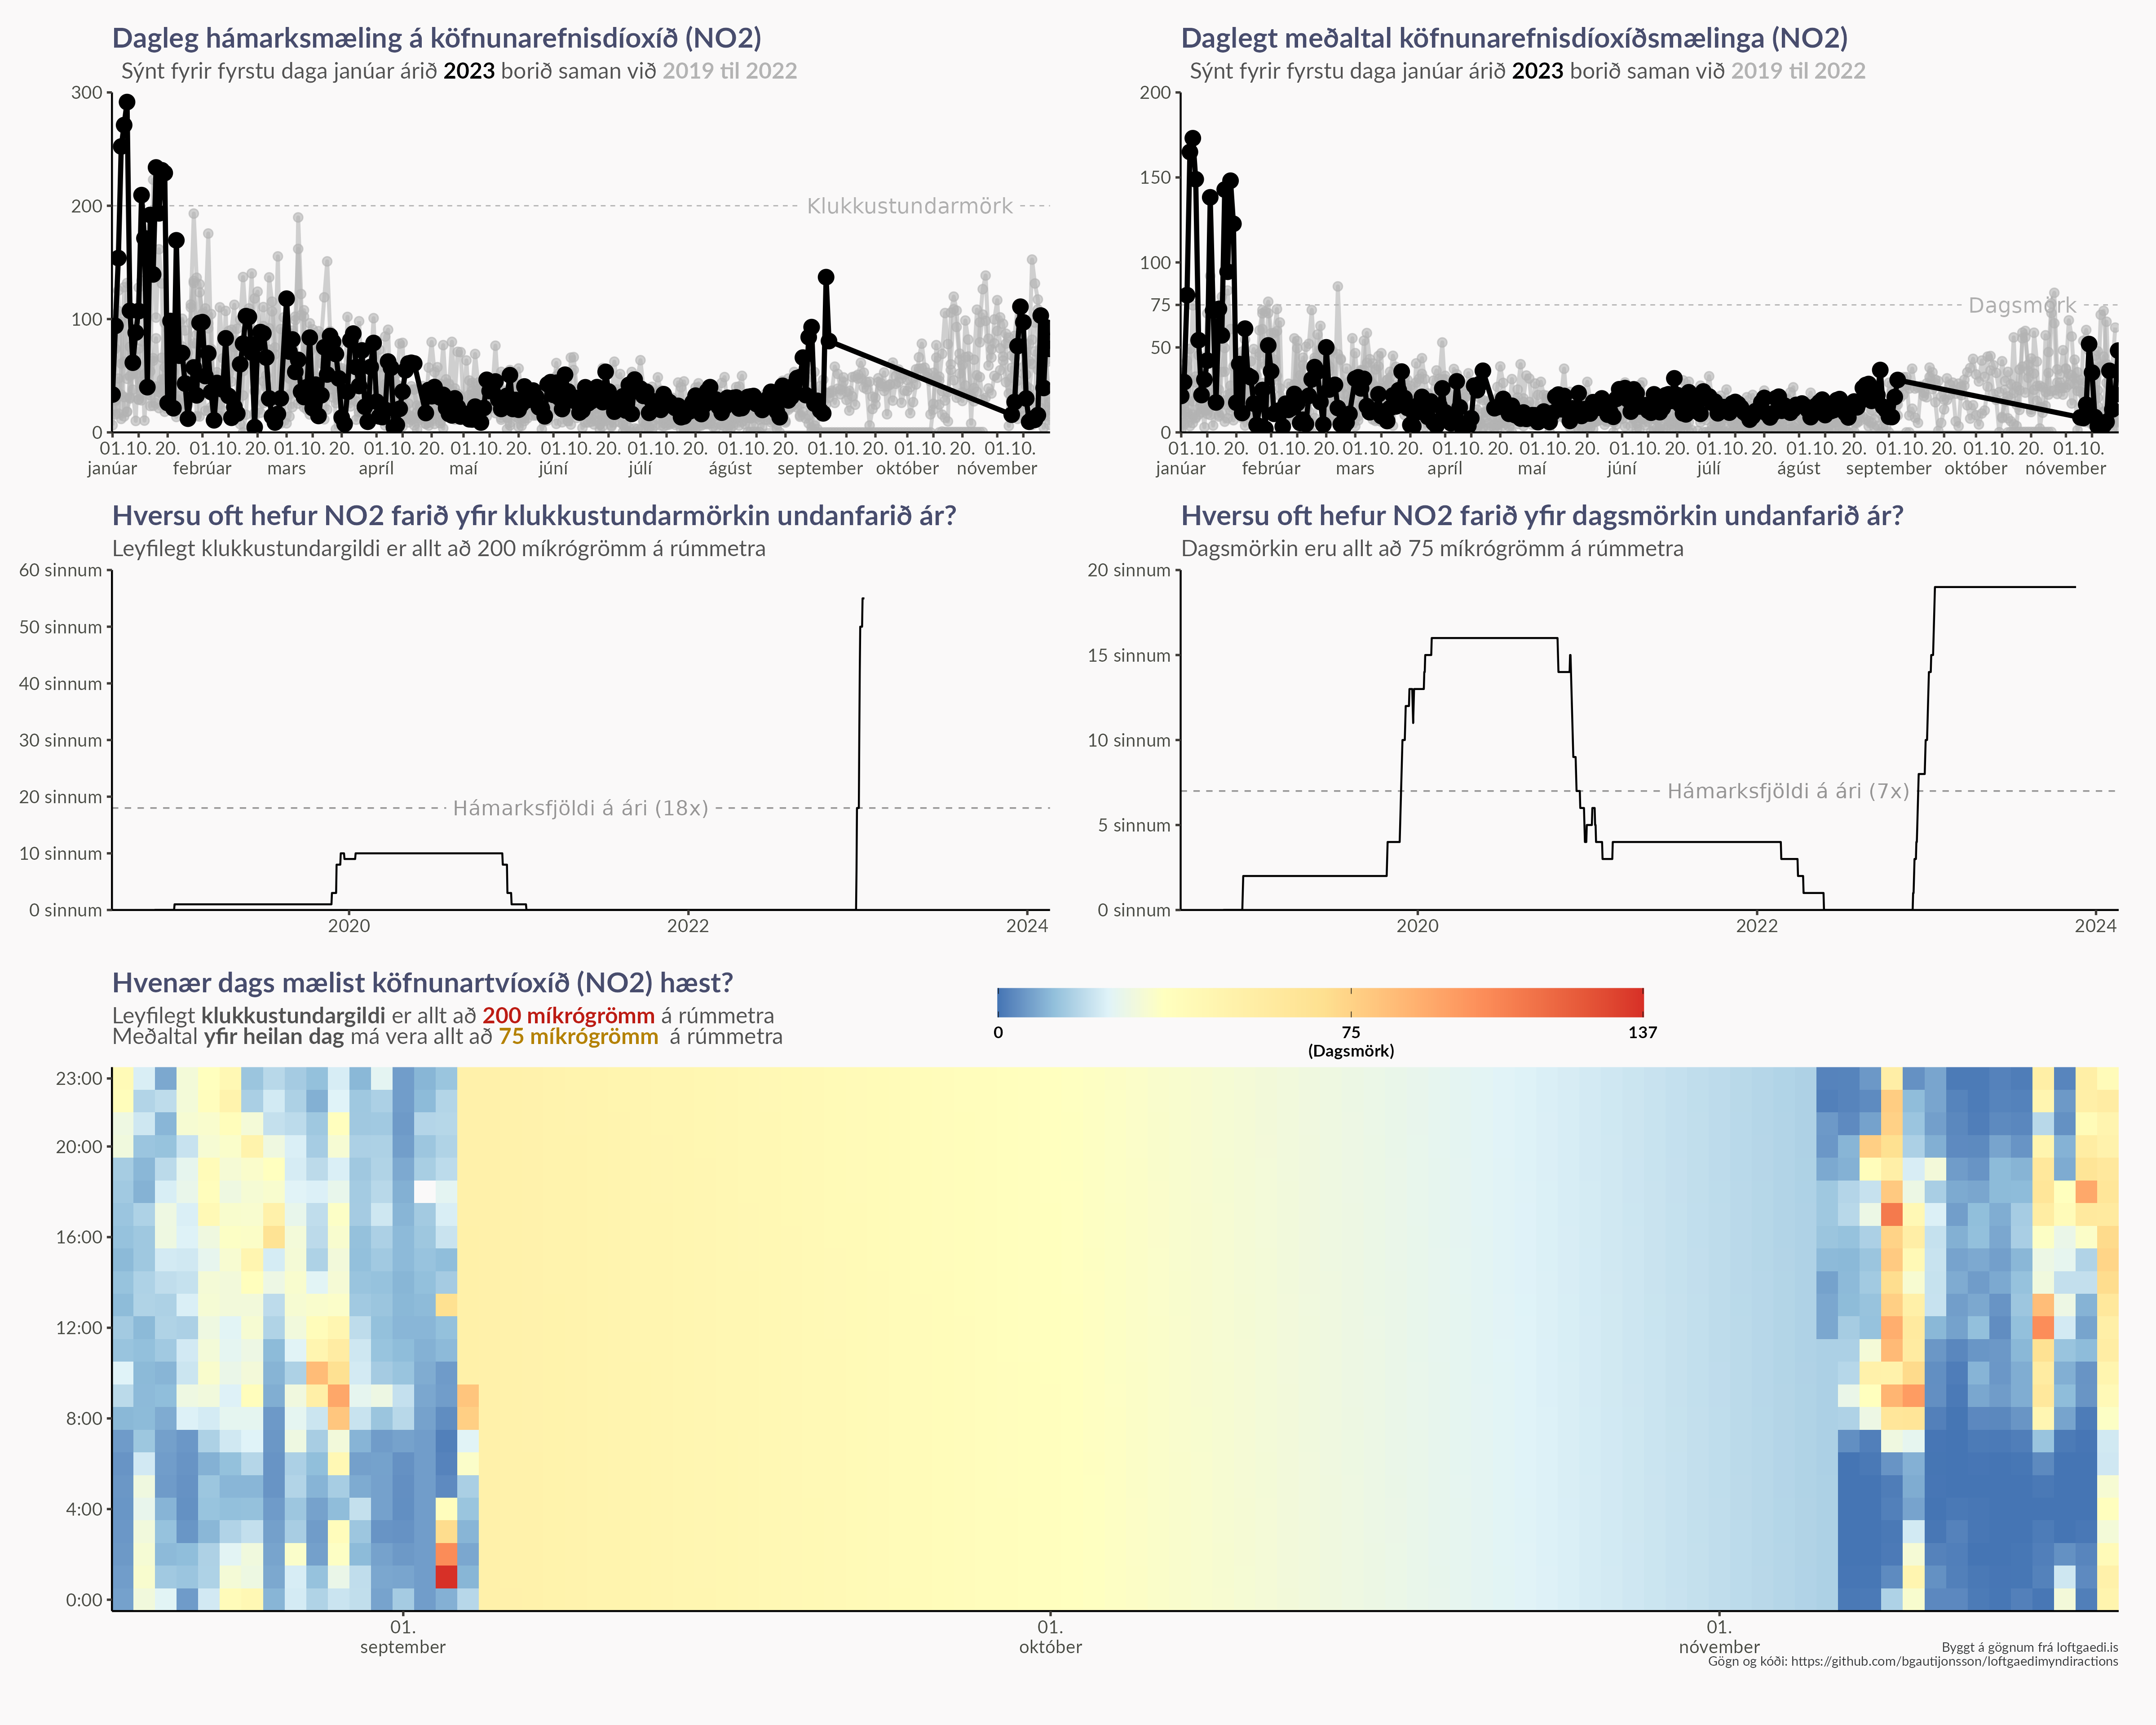 Dagleg hámarksmæling á köfnunarefnisdíoxíð (NO2)
Sýnt fyrir fyrstu daga janúar árið 2023 borið saman við 2019 til 2022
300
200
100
0
Klukkustundarmörk
01. 10. 20. 01. 10. 20. 01. 10. 20. 01. 10. 20. 01. 10. 20. 01. 10. 20. 01. 10. 20. 01. 10. 20. 01. 10. 20. 01. 10. 20. 01. 10.
janúar febrúar mars apríl maí júní júlí ágúst september október nóvember
Daglegt meðaltal köfnunarefnisdíoxíðsmælinga (NO2)
Sýnt fyrir fyrstu daga janúar árið 2023 borið saman við 2019 til 2022
200
150
100
75
50
0
Dagsmörk
01. 10. 20. 01. 10. 20. 01. 10. 20. 01. 10. 20. 01. 10. 20. 01. 10. 20. 01. 10. 20. 01. 10. 20. 01. 10. 20. 01. 10. 20. 01. 10.
janúar febrúar mars apríl maí júní júlí ágúst september október nóvember
Hversu oft hefur NO2 farið yfir klukkustundarmörkin undanfarið ár?
Leyfilegt klukkustundargildi er allt að 200 míkrógrömm á rúmmetra
60 sinnum
50 sinnum
40 sinnum
30 sinnum
20 sinnum
10 sinnum
0 sinnum
Hámarksfjöldi á ári (18x)
2020 2022 2024
Hversu oft hefur NO2 farið yfir dagsmörkin undanfarið ár?
Dagsmörkin eru allt að 75 míkrógrömm á rúmmetra
20 sinnum
15 sinnum
10 sinnum
5 sinnum
0 sinnum
Hámarksfjöldi á ári (7x)
2020 2022 2024
Hvenær dags mælist köfnunartvíoxíð (NO2) hæst?
Leyfilegt klukkustundargildi er allt að 200 míkrógrömm á rúmmetra
Meðaltal yfir heilan dag má vera allt að 75 míkrógrömm á rúmmetra
0 75 137
(Dagsmörk)
23:00
20:00
16:00
12:00
8:00
4:00
0:00
01. 01. 01.
september október nóvember
Byggt á gögnum frá loftgaedi.is
Gögn og kóði: https://github.com/bgautijonsson/loftgaedimyndiractions